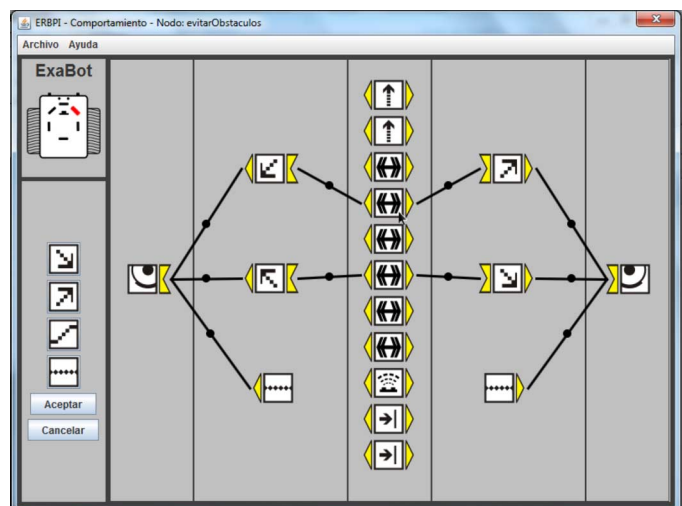 ERBPI - Comportamiento - Nodo: evitarObstaculos
Archivo Ayuda
ExaBot
Aceptar
Cancelar